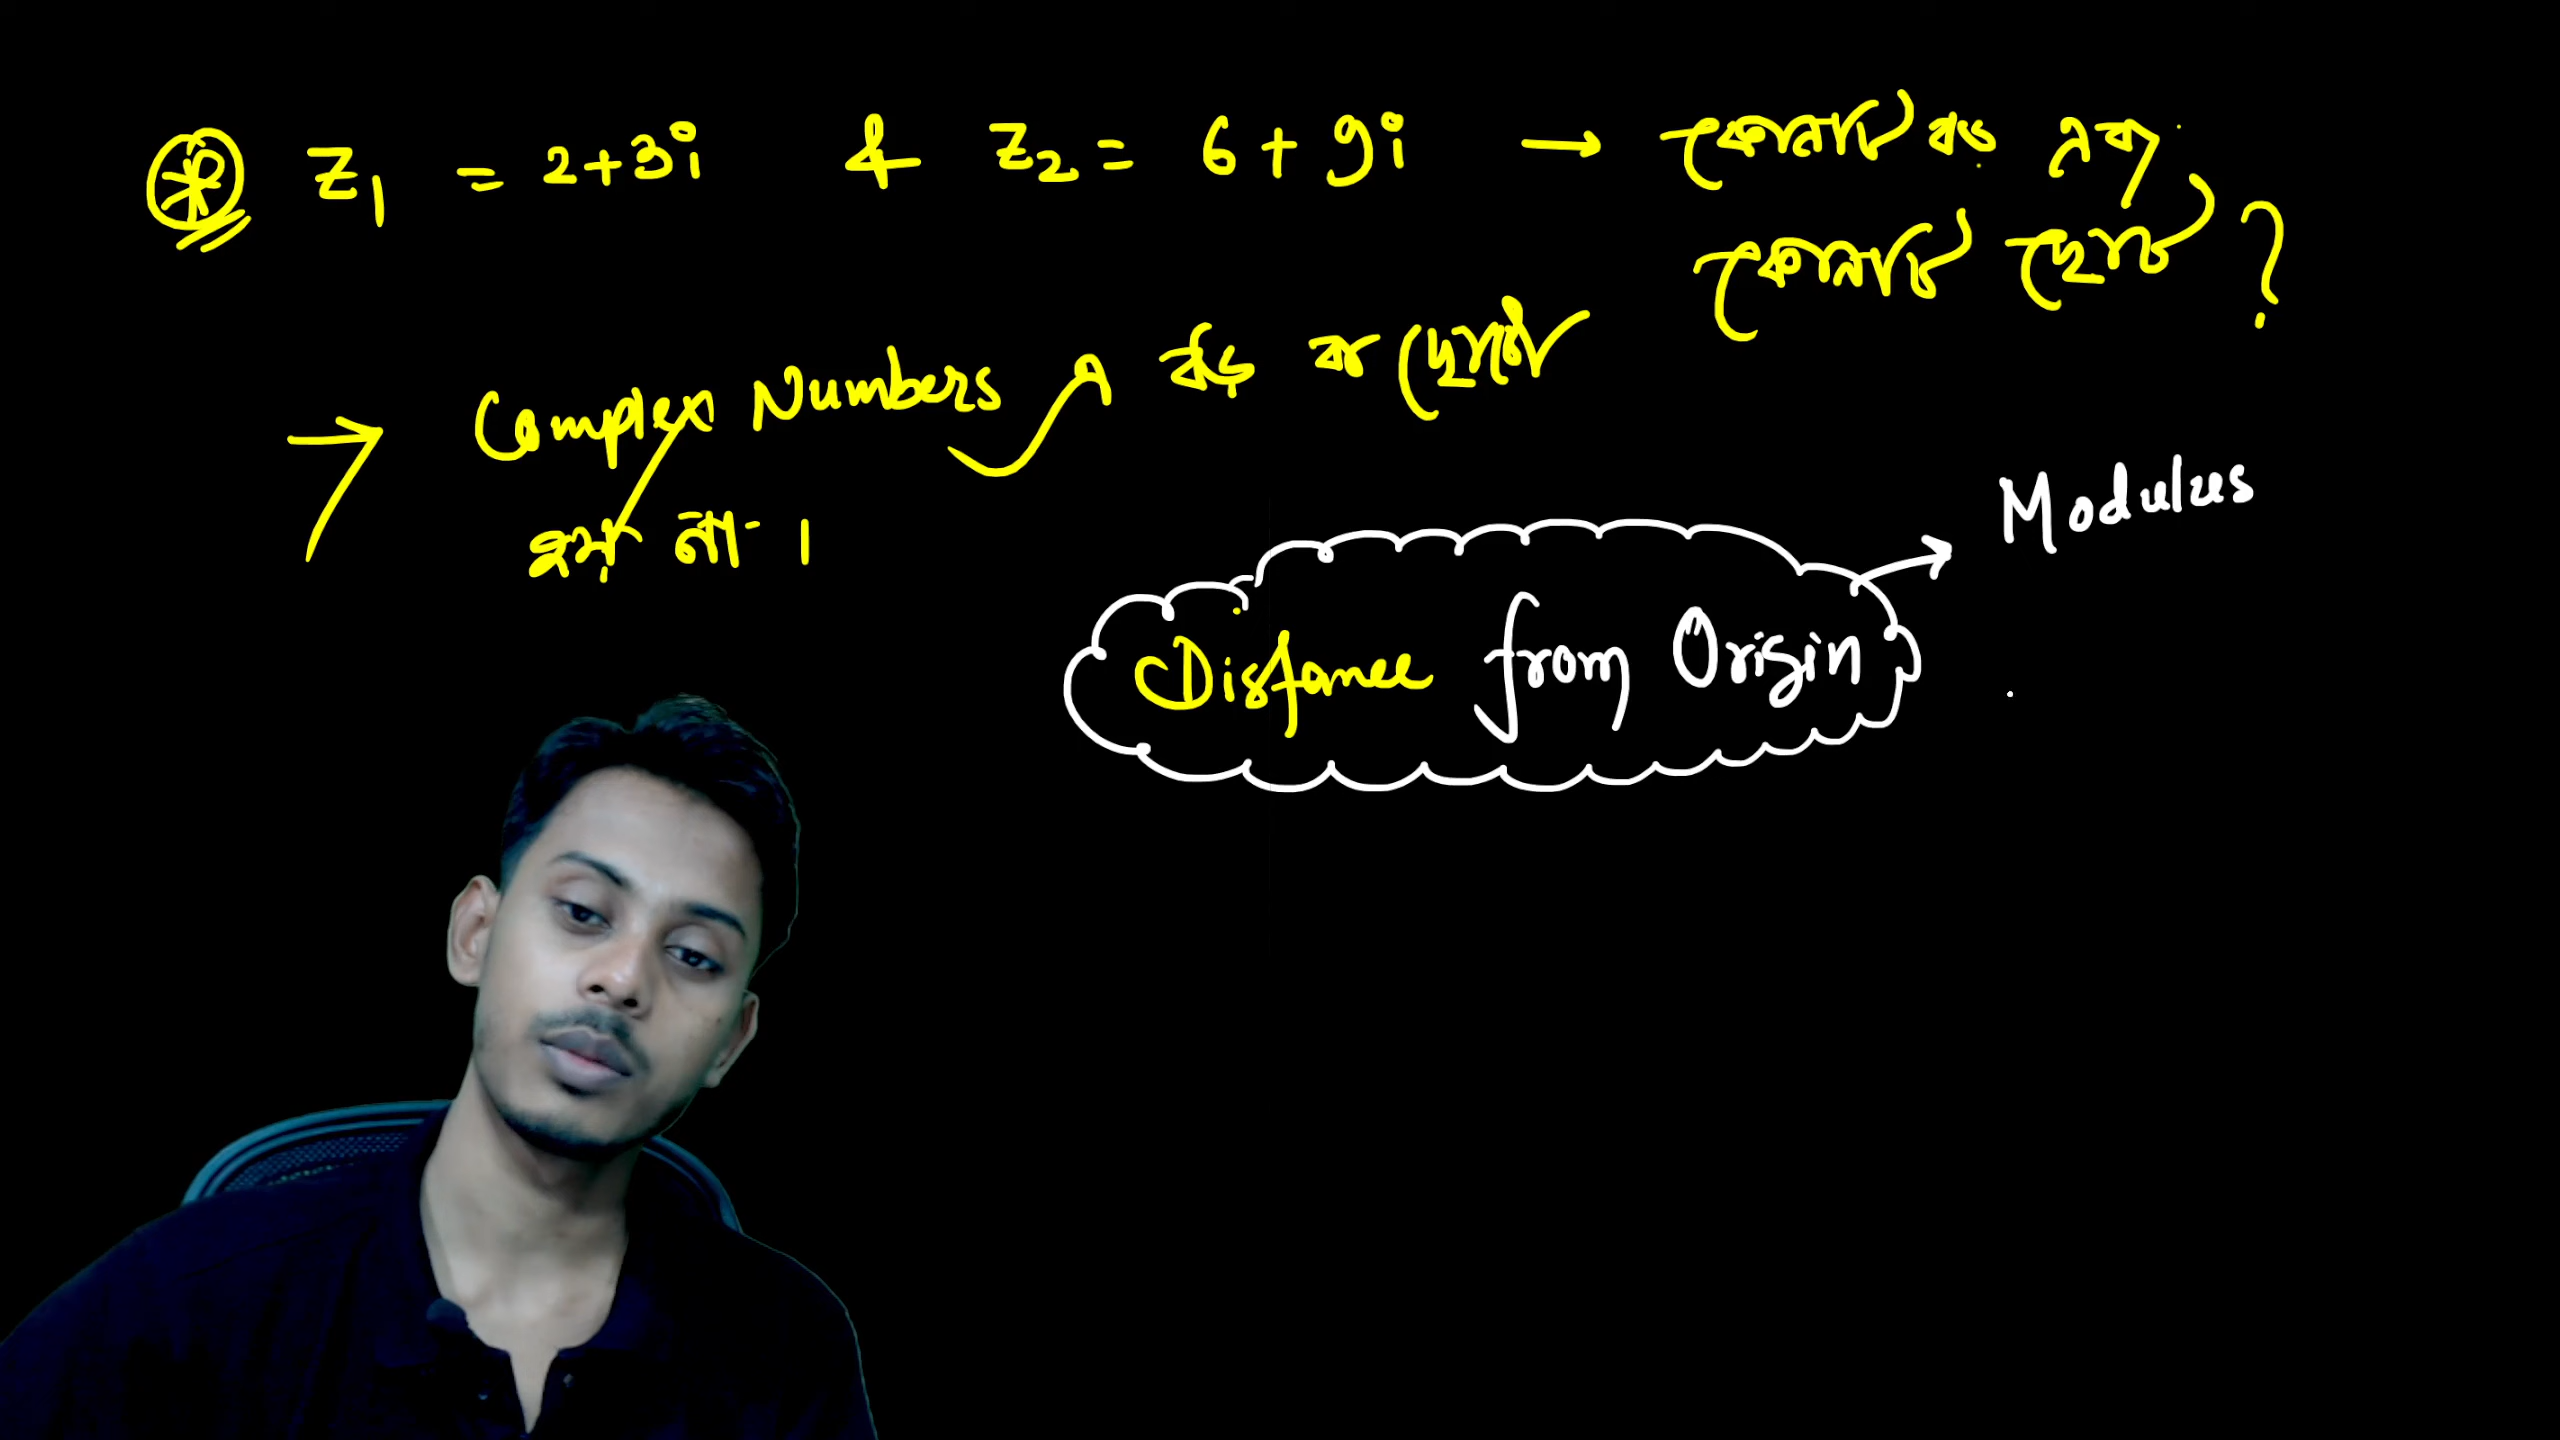 Z₁ = 2+3i & Z₂ = 6+9i → কোনটি বড় এবং
কোনটি ছোট ?
→ Complex Numbers এ বড় বা ছোট
হয় না।
Modulus
Distance from Origin